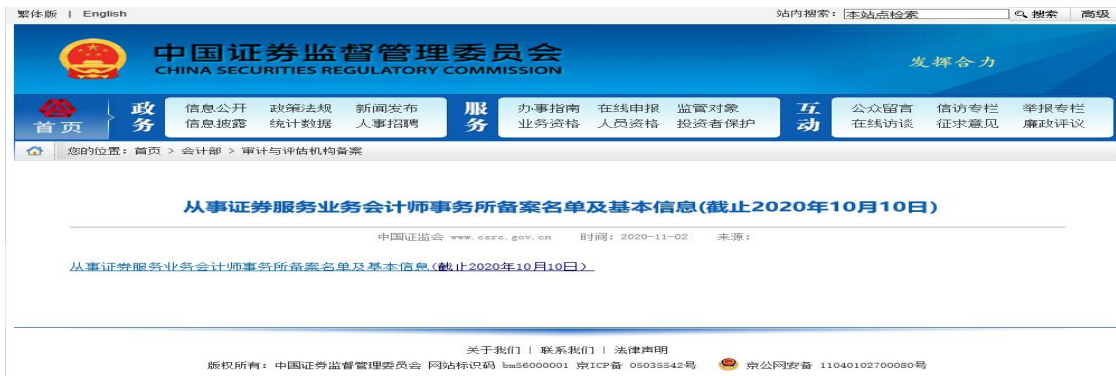 繁体版 | English 站内搜索: 本站点检索 搜索 高级
中国证券监督管理委员会
CHINA SECURITIES REGULATORY COMMISSION
发挥合力
首页
政务
信息公开 政策法规 新闻发布
信息披露 统计数据 人事招聘
服务
办事指南 在线申报 监管对象
业务资格 人员资格 投资者保护
互动
公众留言 信访专栏 举报专栏
在线访谈 征求意见 廉政评议
您的位置: 首页 > 会计部 > 审计与评估机构备案
从事证券服务业务会计师事务所备案名单及基本信息(截止2020年10月10日)
中国证监会 www.csrc.gov.cn 时间: 2020-11-02 来源:
从事证券服务业务会计师事务所备案名单及基本信息(截止2020年10月10日)
关于我们 | 联系我们 | 法律声明
版权所有: 中国证券监督管理委员会 网站标识码 bm56000001 京ICP备 05035542号 京公网安备 11040102700080号